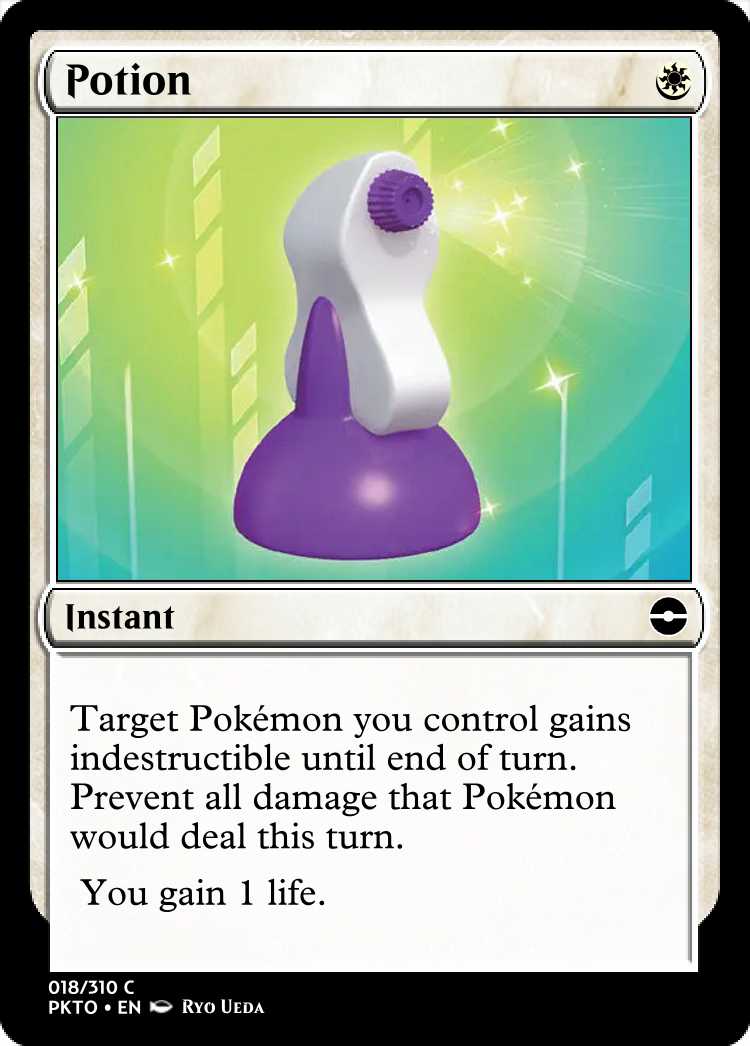 Potion
Instant
Target Pokémon you control gains
indestructible until end of turn.
Prevent all damage that Pokémon
would deal this turn.
You gain 1 life.
018/310 C
PKTO • EN Ryo Ueda